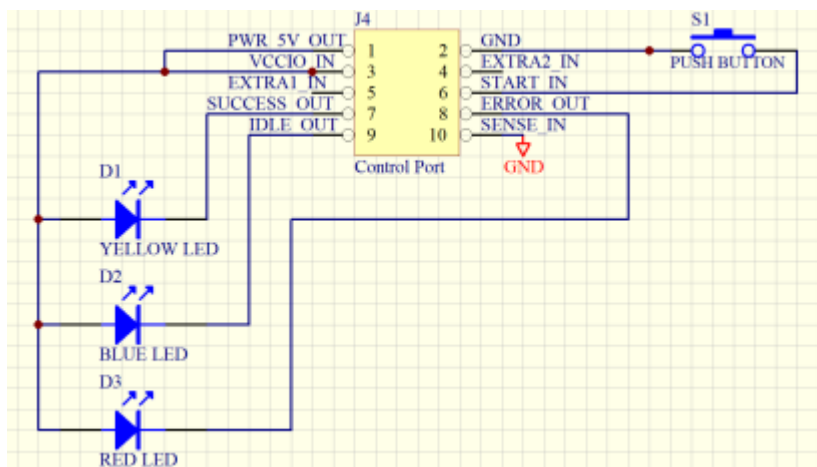 J4
S1
PWR_5V_OUT 1 2 GND
VCCIO_IN 3 4 EXTRA2_IN PUSH BUTTON
EXTRA1_IN 5 6 START_IN
SUCCESS_OUT 7 8 ERROR_OUT
IDLE_OUT 9 10 SENSE_IN
Control Port
GND
D1
YELLOW LED
D2
BLUE LED
D3
RED LED